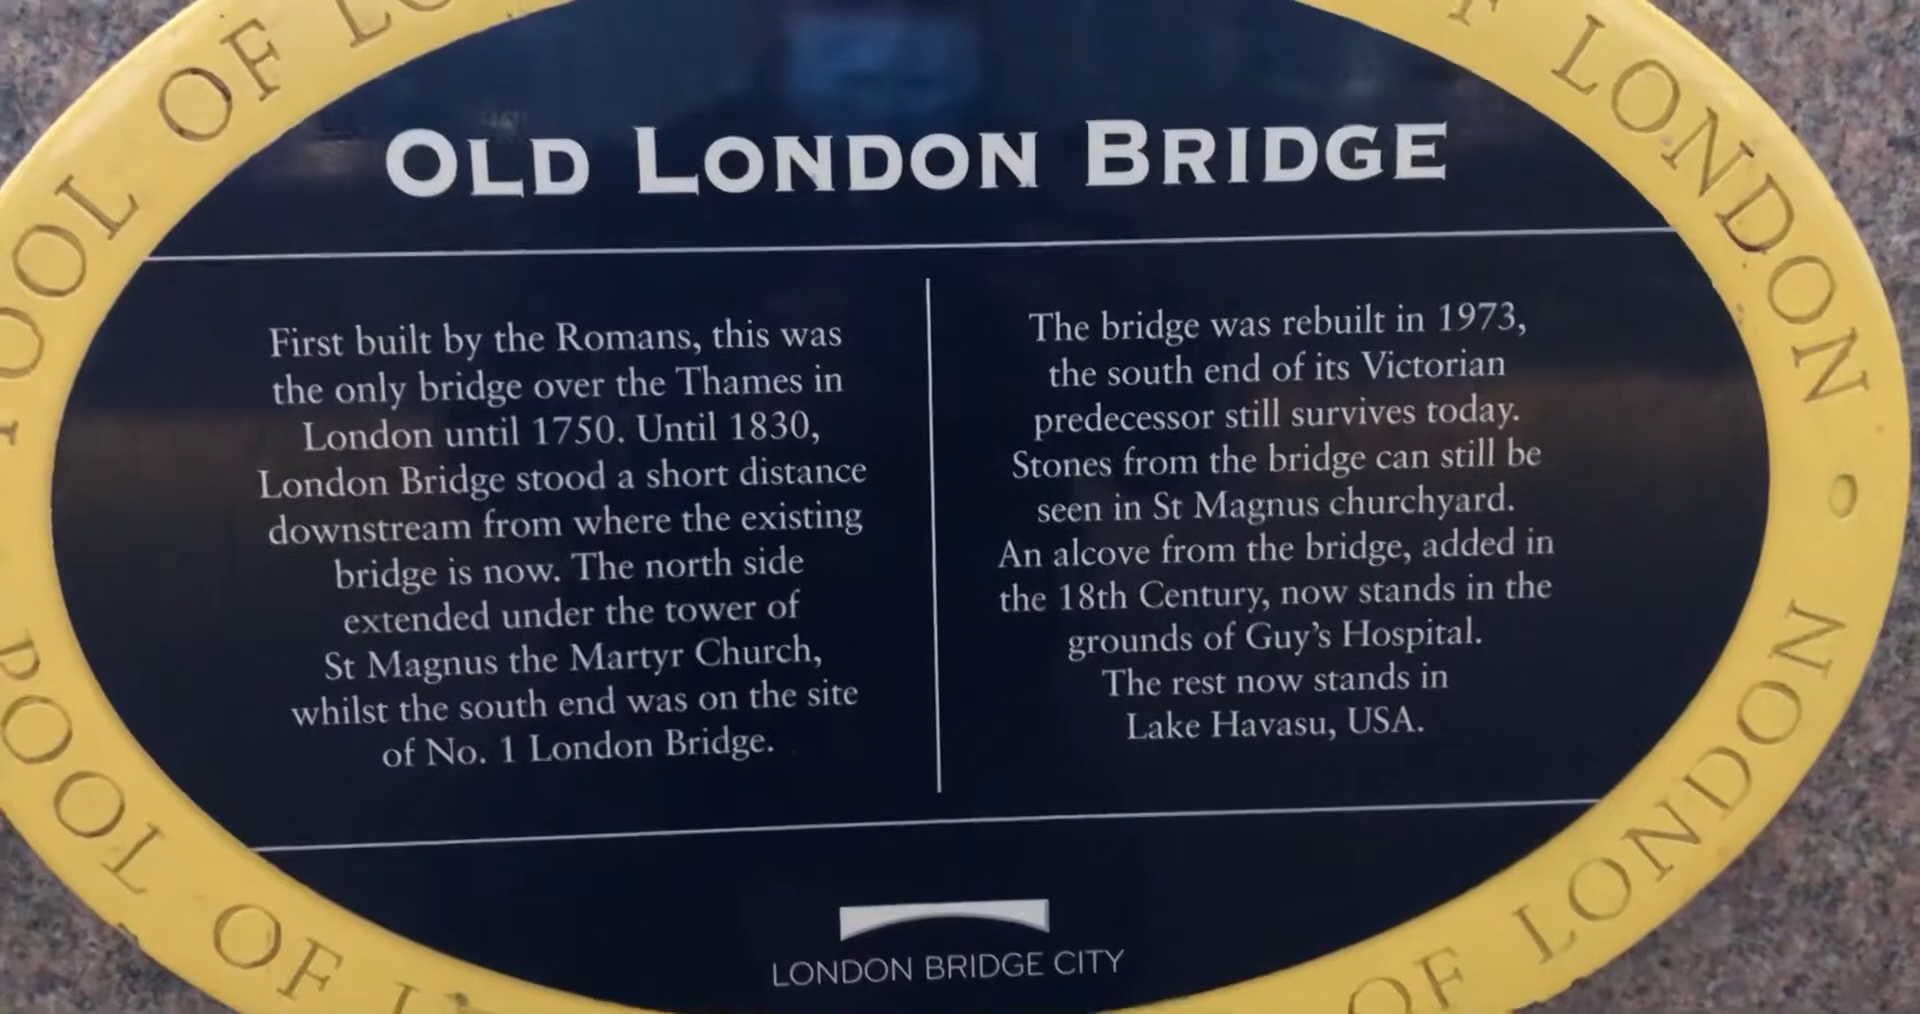 OF
POOL OF
LONDON
OLD LONDON BRIDGE
First built by the Romans, this was
the only bridge over the Thames in
London until 1750. Until 1830,
London Bridge stood a short distance
downstream from where the existing
bridge is now. The north side
extended under the tower of
St Magnus the Martyr Church,
whilst the south end was on the site
of No. 1 London Bridge.
The bridge was rebuilt in 1973,
the south end of its Victorian
predecessor still survives today.
Stones from the bridge can still be
seen in St Magnus churchyard.
An alcove from the bridge, added in
the 18th Century, now stands in the
grounds of Guy's Hospital.
The rest now stands in
Lake Havasu, USA.
LONDON BRIDGE CITY
OF LONDON